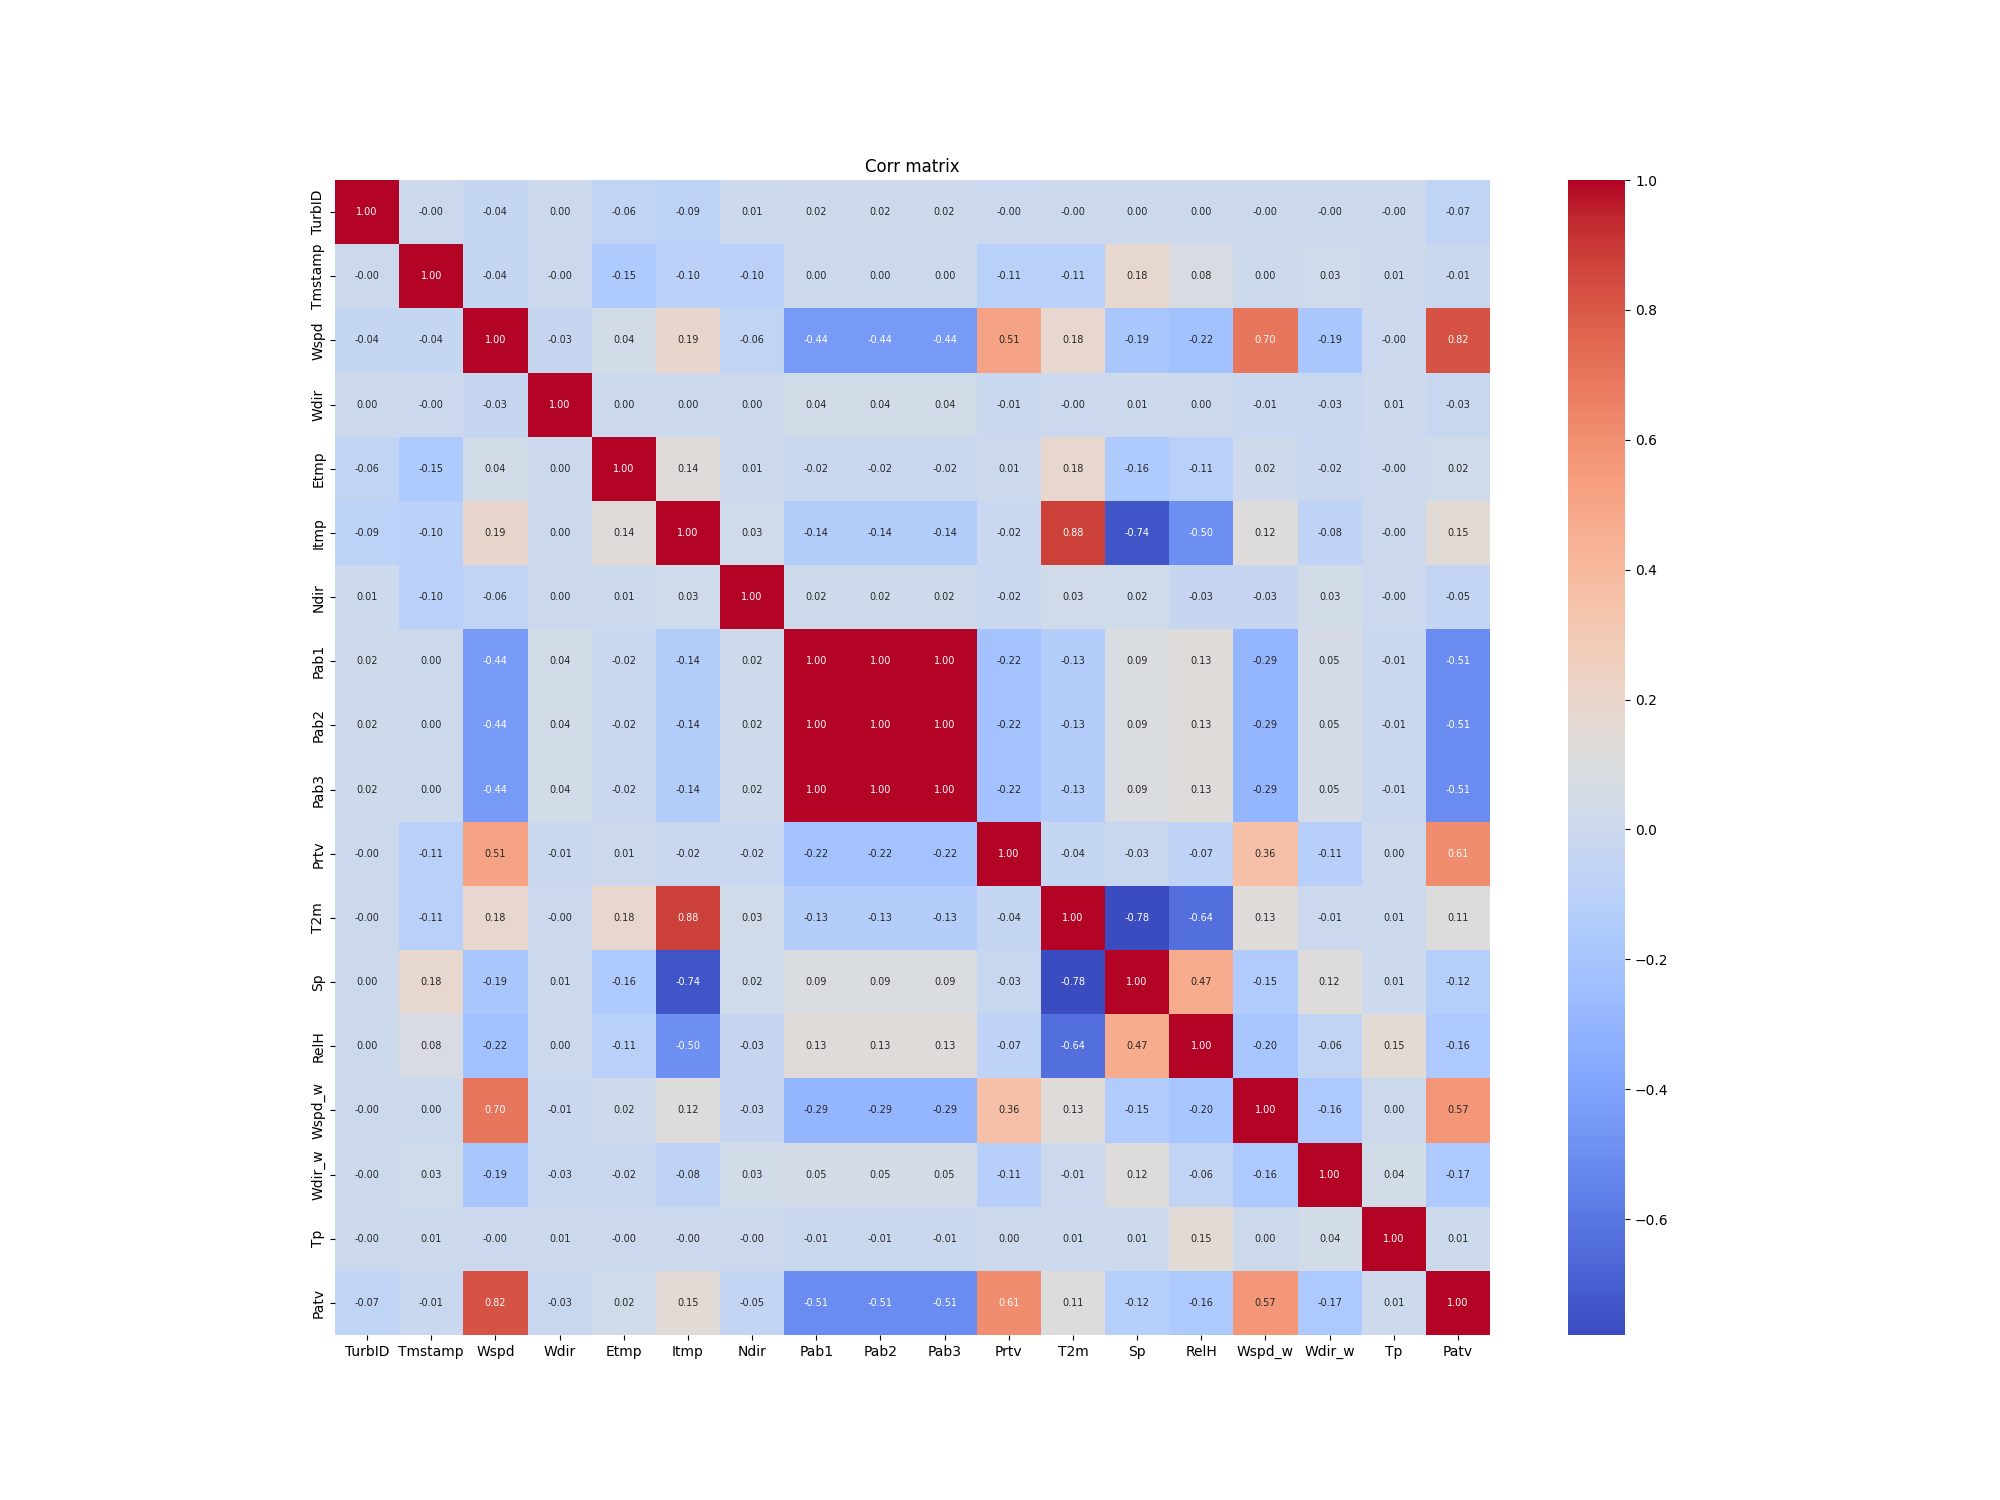 Corr matrix
TurbID 1.00 -0.00 -0.04 0.00 -0.06 -0.09 0.01 0.02 0.02 0.02 -0.00 -0.00 0.00 0.00 -0.00 -0.00 -0.00 -0.07
Tmstamp -0.00 1.00 -0.04 -0.00 -0.15 -0.10 -0.10 0.00 0.00 0.00 -0.11 -0.11 0.18 0.08 0.00 0.03 0.01 -0.01
Wspd -0.04 -0.04 1.00 -0.03 0.04 0.19 -0.06 -0.44 -0.44 -0.44 0.51 0.18 -0.19 -0.22 0.70 -0.19 -0.00 0.82
Wdir 0.00 -0.00 -0.03 1.00 0.00 0.00 0.00 0.04 0.04 0.04 -0.01 -0.00 0.01 0.00 -0.01 -0.03 0.01 -0.03
Etmp -0.06 -0.15 0.04 0.00 1.00 0.14 0.01 -0.02 -0.02 -0.02 0.01 0.18 -0.16 -0.11 0.02 -0.02 -0.00 0.02
Itmp -0.09 -0.10 0.19 0.00 0.14 1.00 0.03 -0.14 -0.14 -0.14 -0.02 0.88 -0.74 -0.50 0.12 -0.08 -0.00 0.15
Ndir 0.01 -0.10 -0.06 0.00 0.01 0.03 1.00 0.02 0.02 0.02 -0.02 0.03 0.02 -0.03 -0.03 0.03 -0.00 -0.05
Pab1 0.02 0.00 -0.44 0.04 -0.02 -0.14 0.02 1.00 1.00 1.00 -0.22 -0.13 0.09 0.13 -0.29 0.05 -0.01 -0.51
Pab2 0.02 0.00 -0.44 0.04 -0.02 -0.14 0.02 1.00 1.00 1.00 -0.22 -0.13 0.09 0.13 -0.29 0.05 -0.01 -0.51
Pab3 0.02 0.00 -0.44 0.04 -0.02 -0.14 0.02 1.00 1.00 1.00 -0.22 -0.13 0.09 0.13 -0.29 0.05 -0.01 -0.51
Prtv -0.00 -0.11 0.51 -0.01 0.01 -0.02 -0.02 -0.22 -0.22 -0.22 1.00 -0.04 -0.03 -0.07 0.36 -0.11 0.00 0.61
T2m -0.00 -0.11 0.18 -0.00 0.18 0.88 0.03 -0.13 -0.13 -0.13 -0.04 1.00 -0.78 -0.64 0.13 -0.01 0.01 0.11
Sp 0.00 0.18 -0.19 0.01 -0.16 -0.74 0.02 0.09 0.09 0.09 -0.03 -0.78 1.00 0.47 -0.15 0.12 0.01 -0.12
RelH 0.00 0.08 -0.22 0.00 -0.11 -0.50 -0.03 0.13 0.13 0.13 -0.07 -0.64 0.47 1.00 -0.20 -0.06 0.15 -0.16
Wspd_w -0.00 0.00 0.70 -0.01 0.02 0.12 -0.03 -0.29 -0.29 -0.29 0.36 0.13 -0.15 -0.20 1.00 -0.16 0.00 0.57
Wdir_w -0.00 0.03 -0.19 -0.03 -0.02 -0.08 0.03 0.05 0.05 0.05 -0.11 -0.01 0.12 -0.06 -0.16 1.00 0.04 -0.17
Tp -0.00 0.01 -0.00 0.01 -0.00 -0.00 -0.00 -0.01 -0.01 -0.01 0.00 0.01 0.01 0.15 0.00 0.04 1.00 0.01
Patv -0.07 -0.01 0.82 -0.03 0.02 0.15 -0.05 -0.51 -0.51 -0.51 0.61 0.11 -0.12 -0.16 0.57 -0.17 0.01 1.00
TurbID Tmstamp Wspd Wdir Etmp Itmp Ndir Pab1 Pab2 Pab3 Prtv T2m Sp RelH Wspd_w Wdir_w Tp Patv
1.0
0.8
0.6
0.4
0.2
0.0
−0.2
−0.4
−0.6